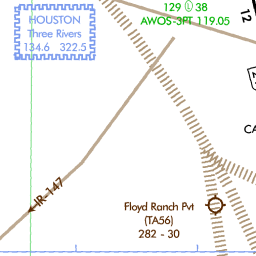 129 Ⓛ 38
AWOS-3PT 119.05
12
HOUSTON
Three Rivers
134.6 322.5
CA
IR-147
Floyd Ranch Pvt
(TA56)
282 - 30